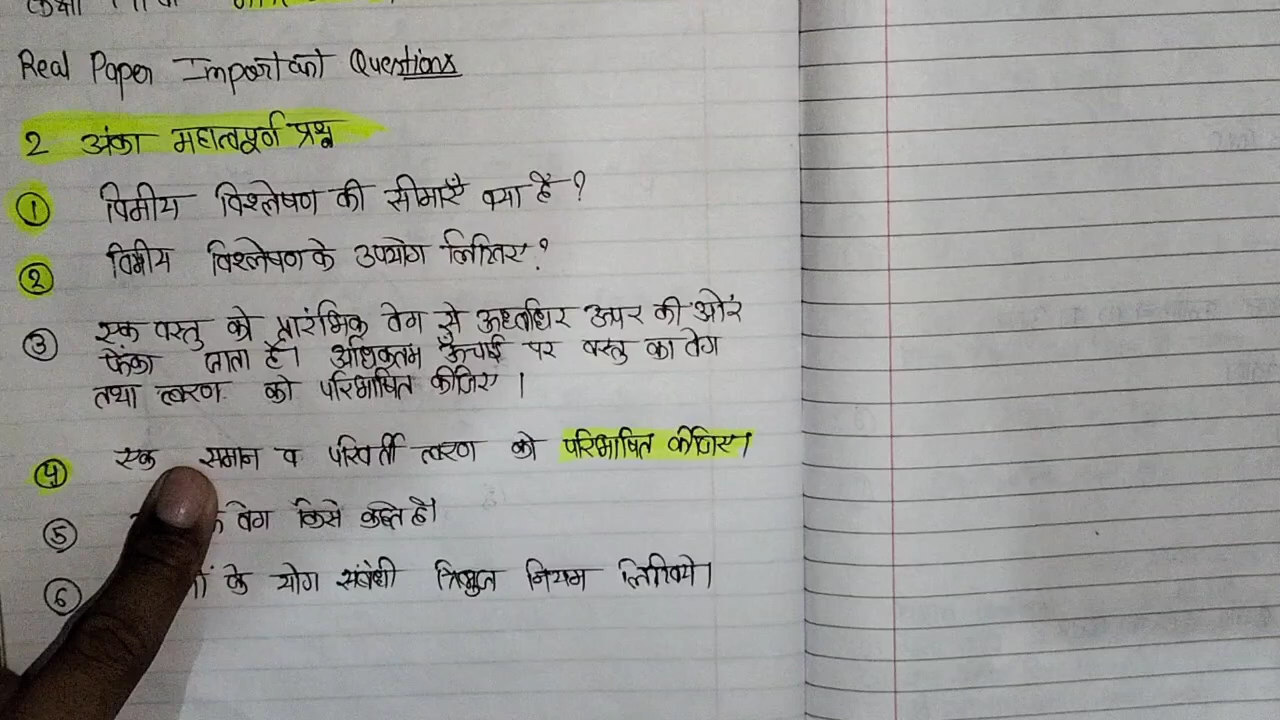 Real Paper Important Questions
2 अंका महात्वपूर्ण प्रश्न
① विमीय विश्लेषण की सीमाएँ क्या है ?
② विमीय विश्लेषण के उपयोग लिखिए ?
③ एक वस्तु को प्रारंभिक वेग से ऊर्ध्वाधर ऊपर की ओर
फेंका जाता है। अधिकतम ऊँचाई पर वस्तु का वेग
तथा त्वरण को परिभाषित कीजिए ।
④ एक समान व परिवर्ती त्वरण को परिभाषित कीजिए।
⑤ वेग किसे कहते है।
⑥ के योग संबंधी त्रिभुज नियम लिखिये।